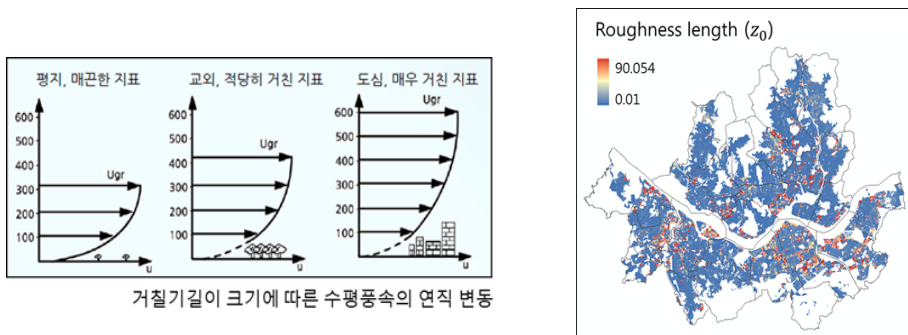 평지, 매끈한 지표
600
500
400
300
200
100
Ugr
u
교외, 적당히 거친 지표
600
500
400
300
200
100
Ugr
u
도심, 매우 거친 지표
600
500
400
300
200
100
Ugr
u
거칠기길이 크기에 따른 수평풍속의 연직 변동
Roughness length (z₀)
90.054
0.01